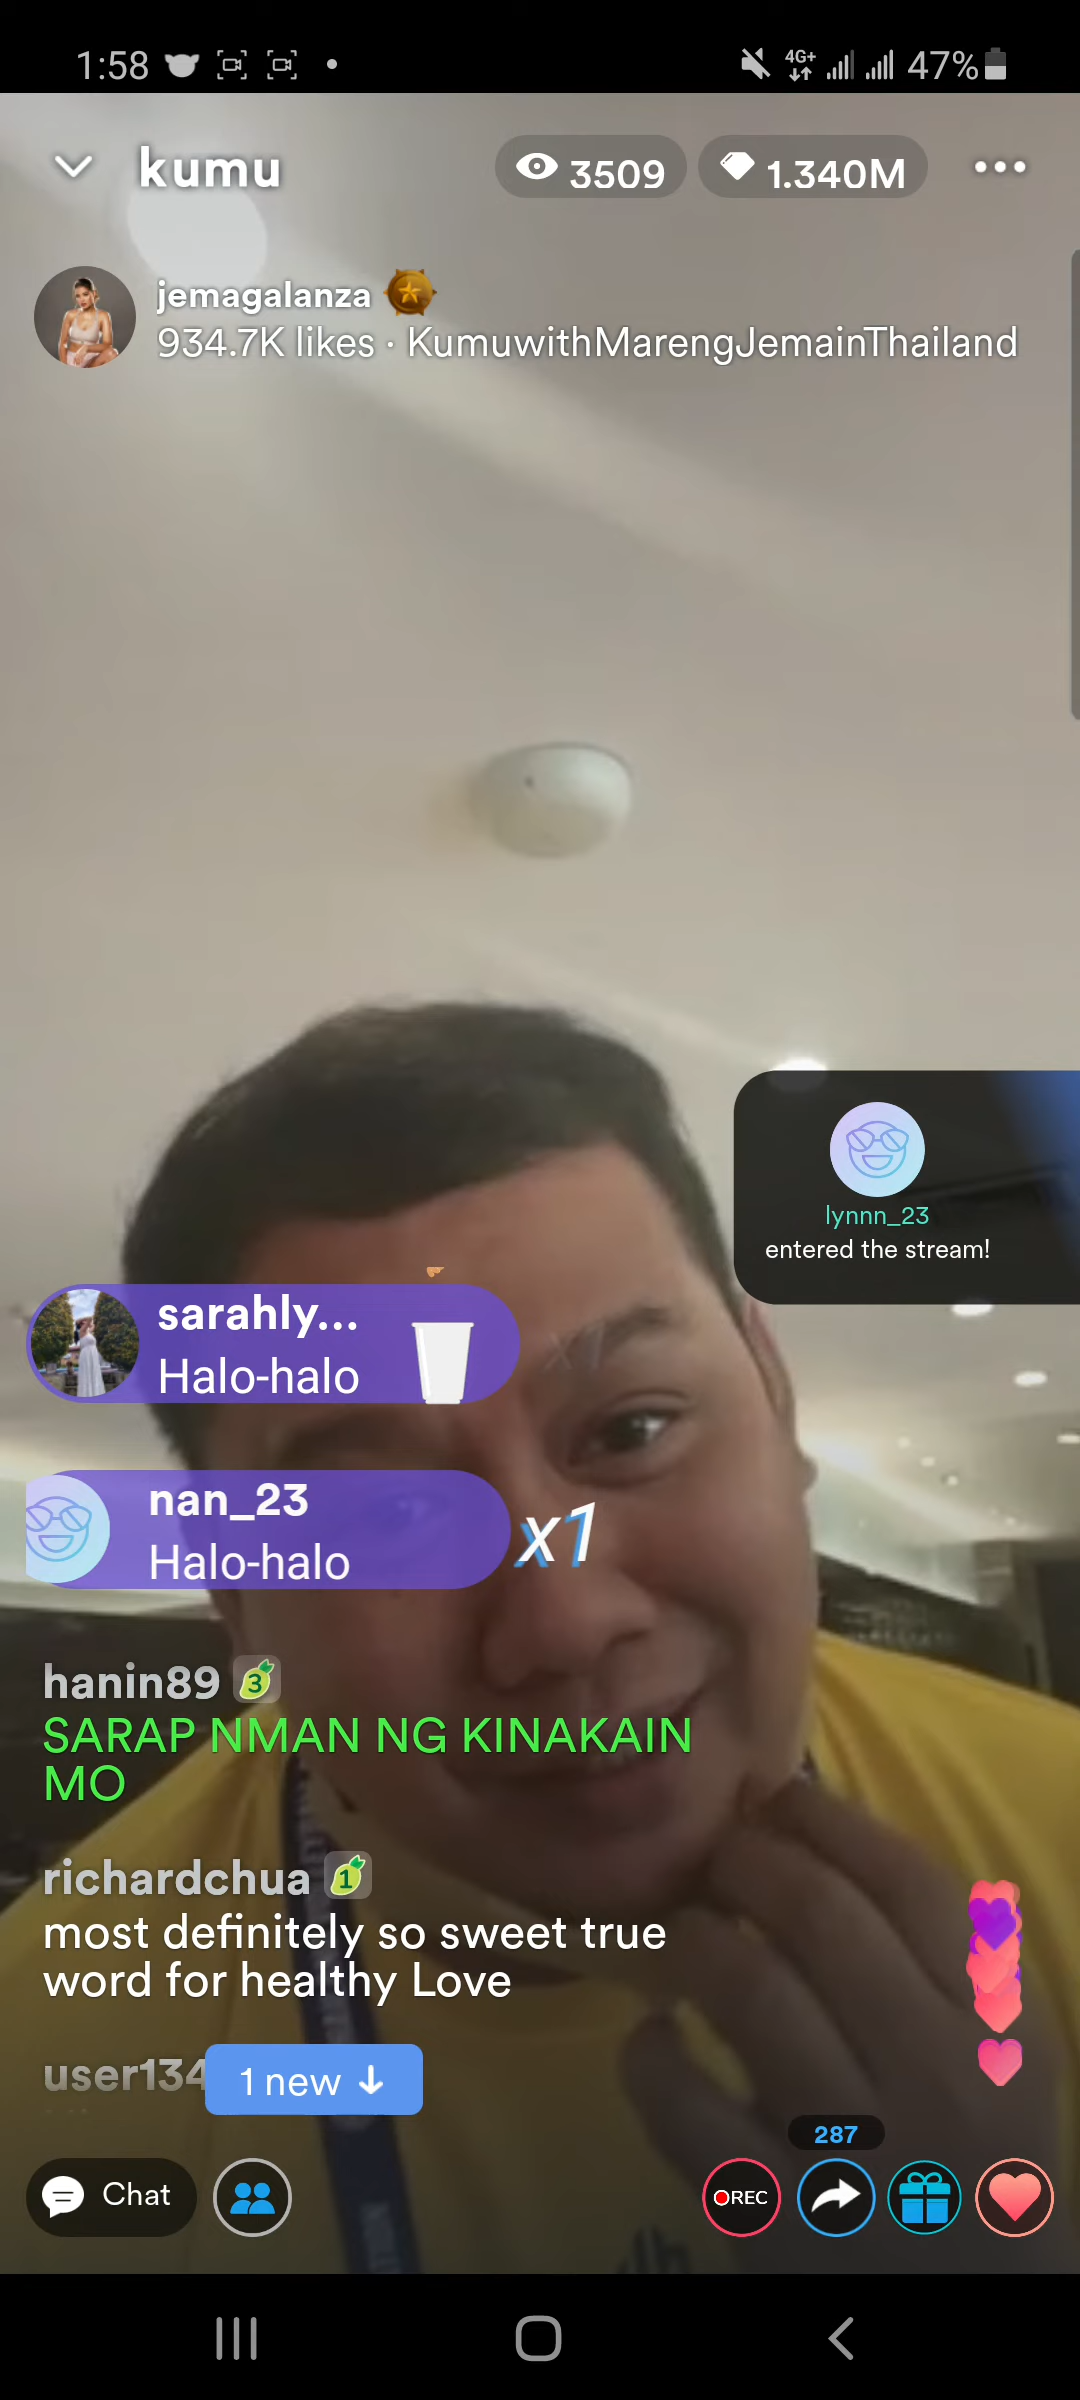 1:58
4G+
47%
kumu
3509
1.340M
jemagalanza
934.7K likes · KumuwithMarengJemainThailand
lynnn_23
entered the stream!
sarahly...
Halo-halo
x1
nan_23
Halo-halo
x1
hanin89 3
SARAP NMAN NG KINAKAIN
MO
richardchua 1
most definitely so sweet true
word for healthy Love
user134
1 new
287
Chat
REC